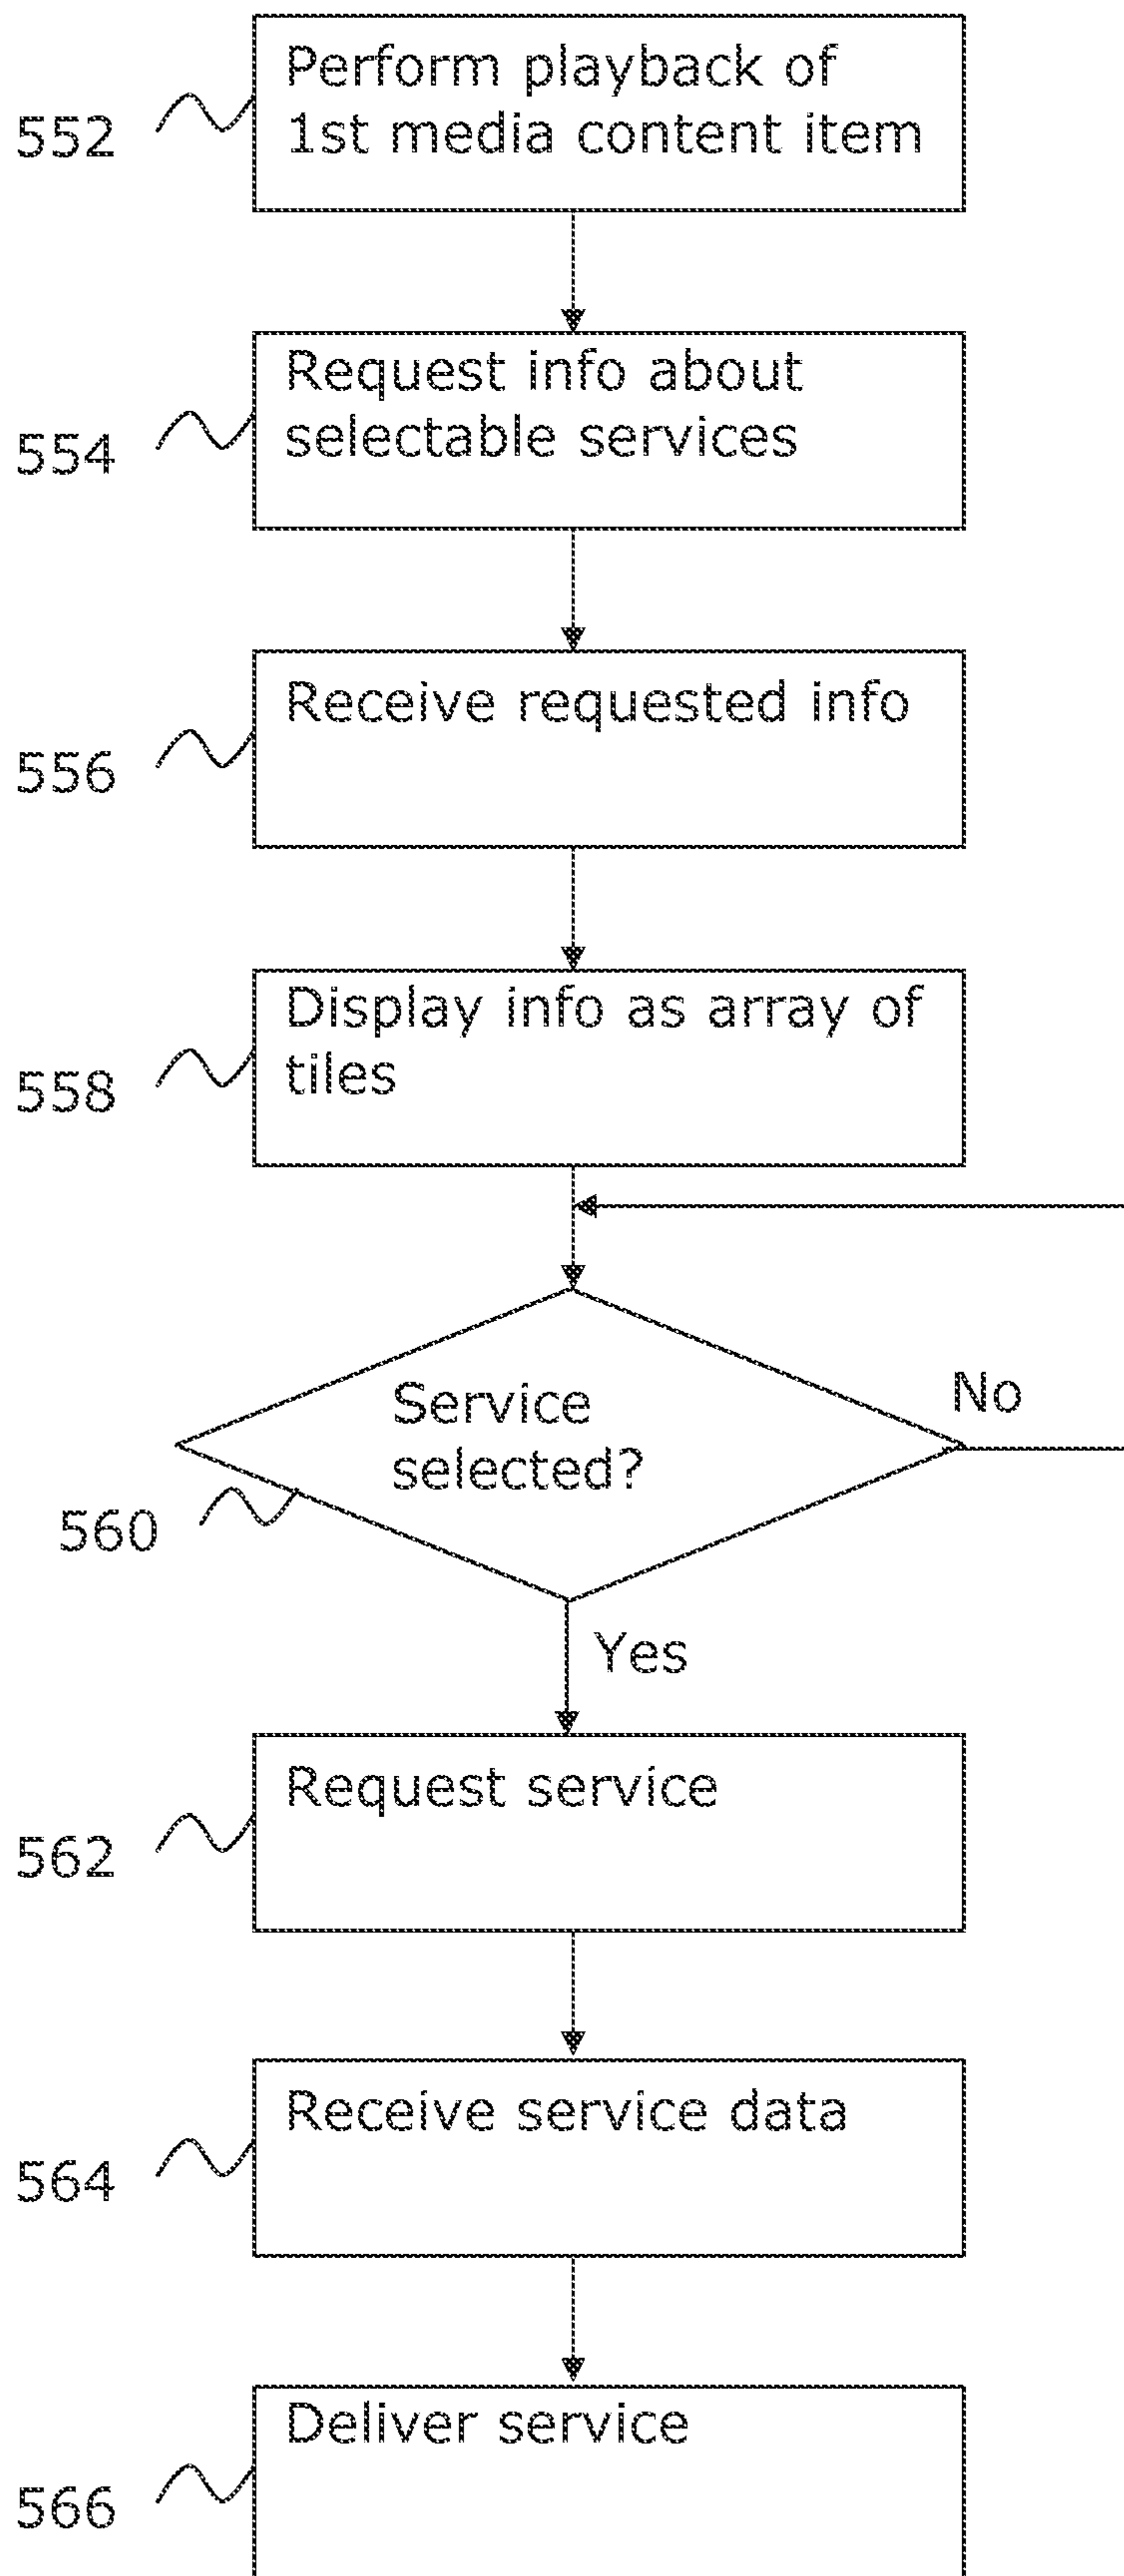 Perform playback of
1st media content item
552
Request info about
selectable services
554
Receive requested info
556
Display info as array of
tiles
558
No
Service
selected?
560
Yes
Request service
562
Receive service data
564
Deliver service
566